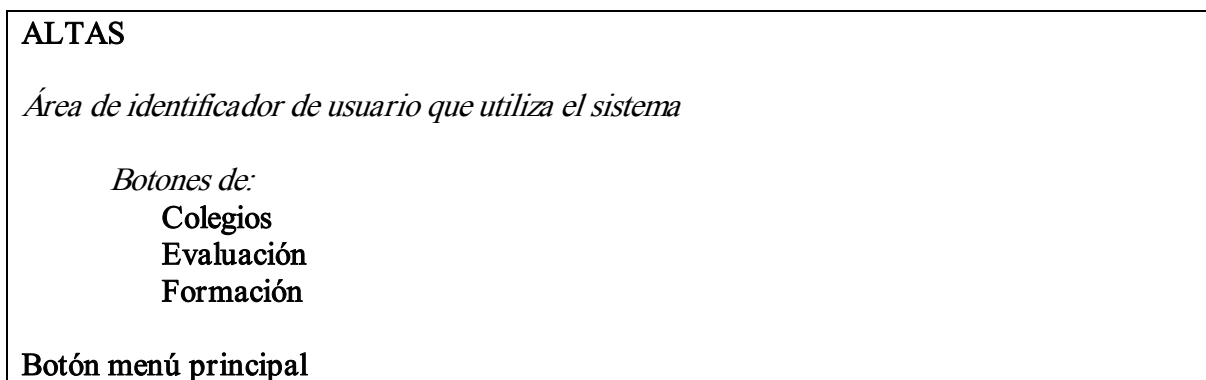 ALTAS
Área de identificador de usuario que utiliza el sistema
Botones de:
Colegios
Evaluación
Formación
Botón menú principal